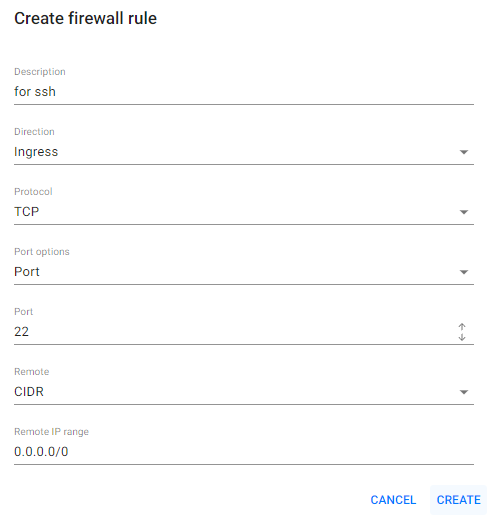 Create firewall rule
Description
for ssh
Direction
Ingress
Protocol
TCP
Port options
Port
Port
22
Remote
CIDR
Remote IP range
0.0.0.0/0
CANCEL CREATE